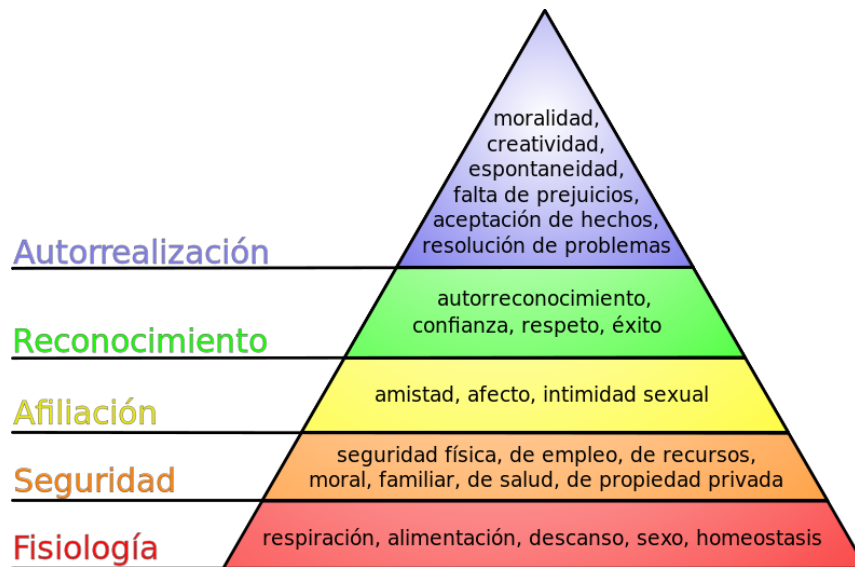 moralidad,
creatividad,
espontaneidad,
falta de prejuicios,
aceptación de hechos,
resolución de problemas
Autorrealización
autorreconocimiento,
confianza, respeto, éxito
Reconocimiento
amistad, afecto, intimidad sexual
Afiliación
seguridad física, de empleo, de recursos,
moral, familiar, de salud, de propiedad privada
Seguridad
respiración, alimentación, descanso, sexo, homeostasis
Fisiología